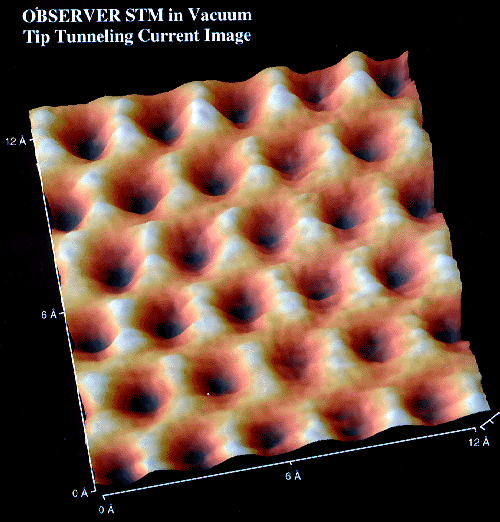 OBSERVER STM in Vacuum
Tip Tunneling Current Image
12 Å
6 Å
0 Å
0 Å
6 Å
12 Å